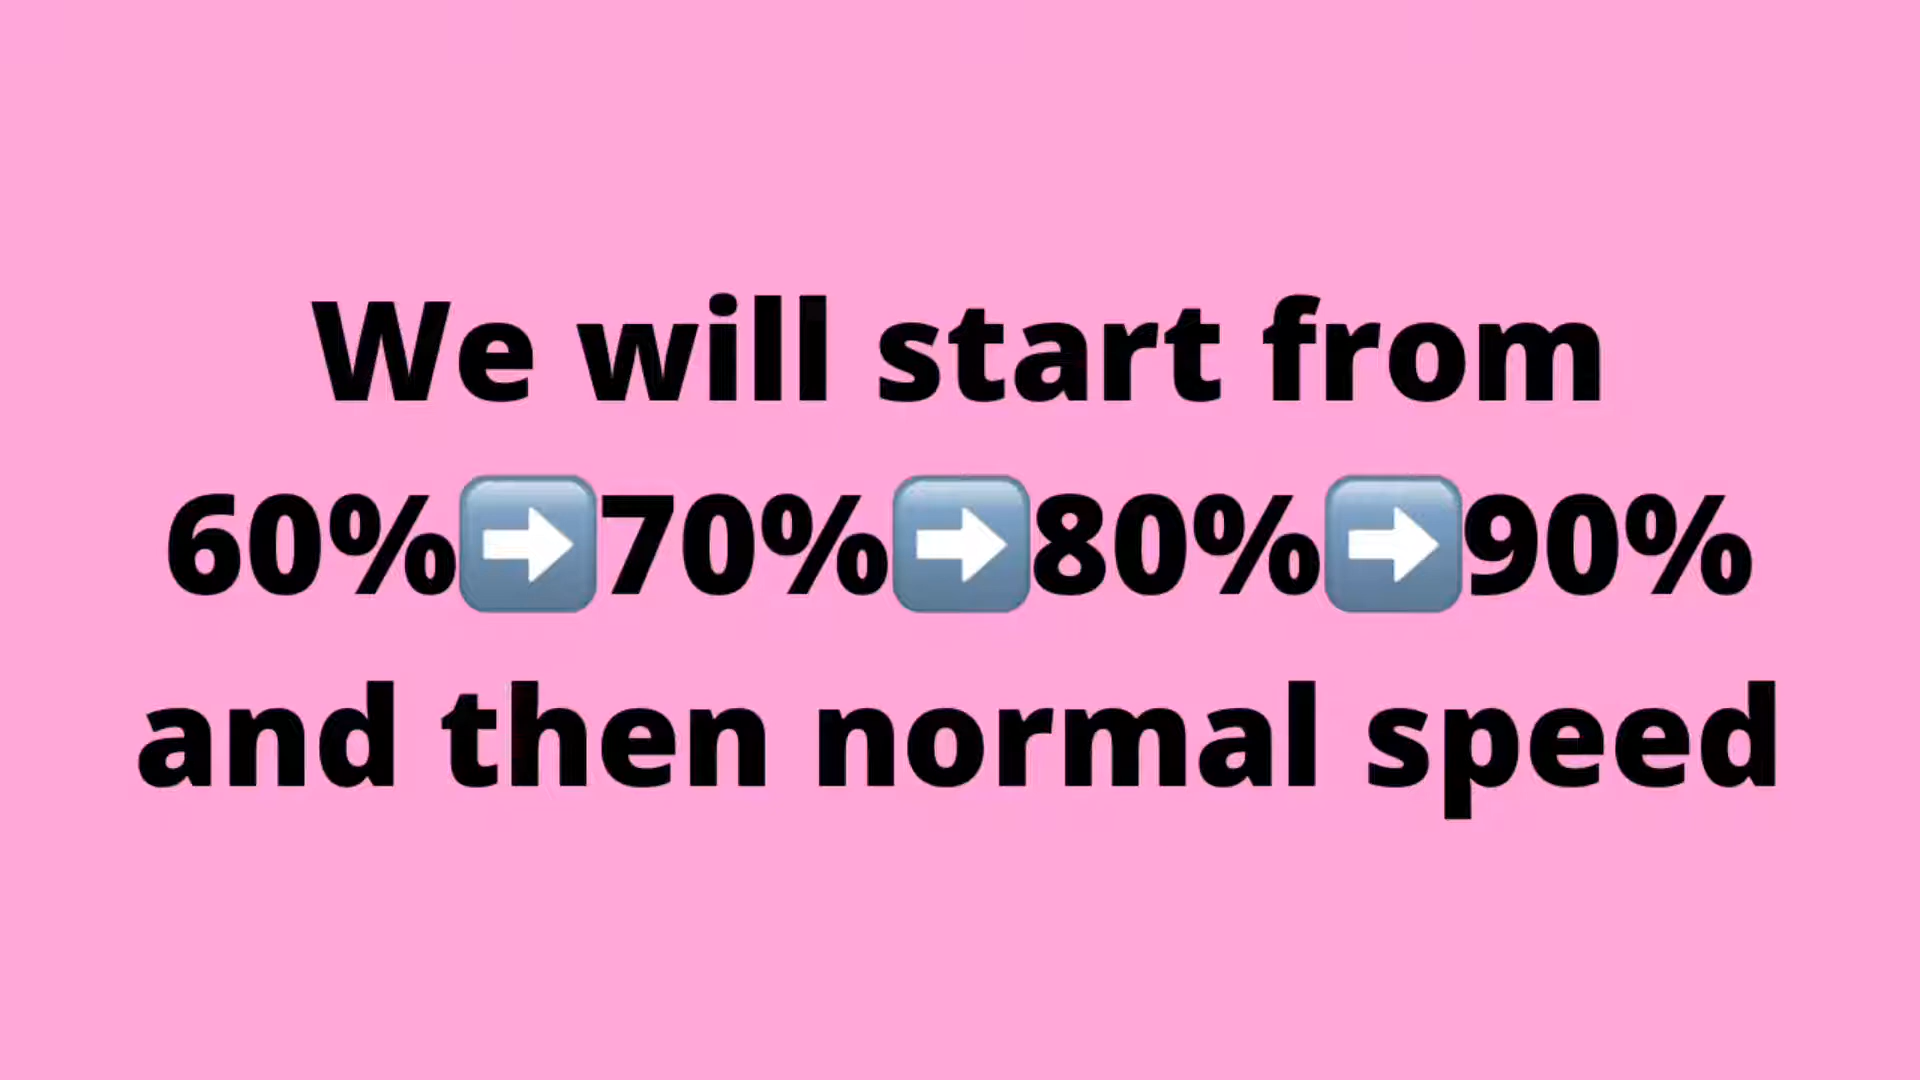 We will start from
60%➡️70%➡️80%➡️90%
and then normal speed